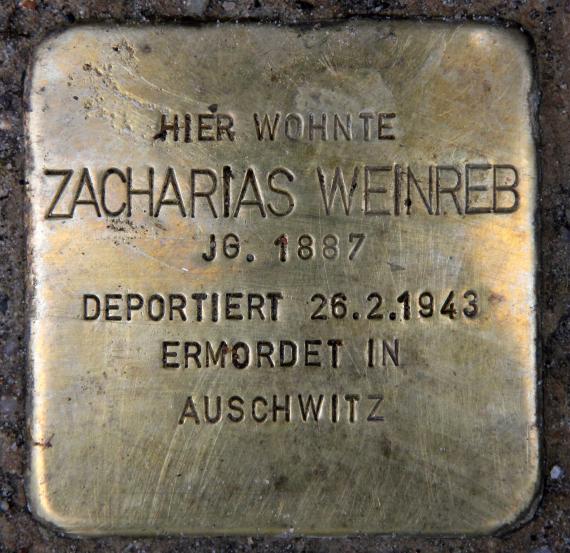 HIER WOHNTE
ZACHARIAS WEINREB
JG. 1887
DEPORTIERT 26.2.1943
ERMORDET IN
AUSCHWITZ